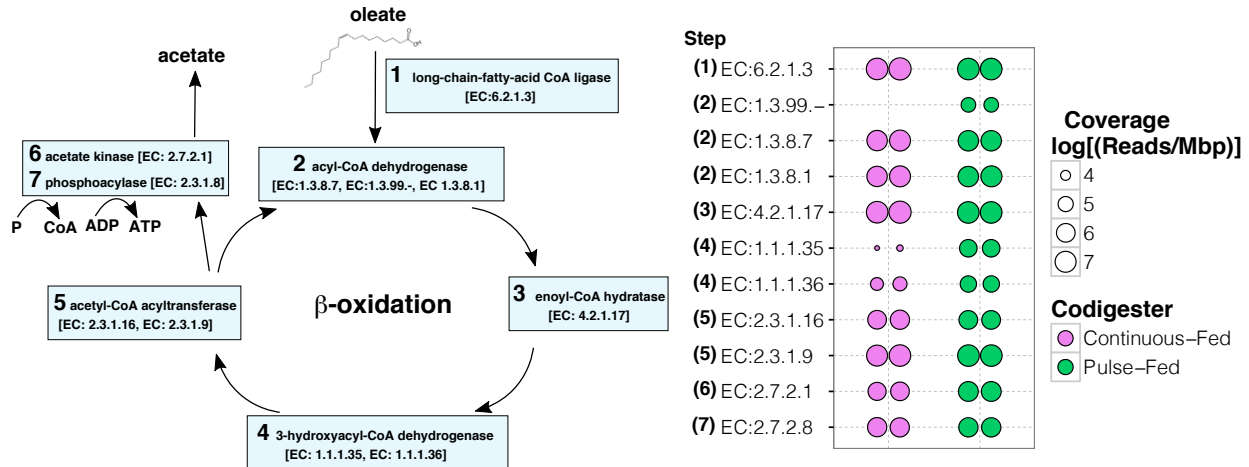 oleate
OH
acetate
1 long-chain-fatty-acid CoA ligase
[EC:6.2.1.3]
6 acetate kinase [EC: 2.7.2.1]
7 phosphoacylase [EC: 2.3.1.8]
P
CoA
ADP
ATP
2 acyl-CoA dehydrogenase
[EC:1.3.8.7, EC:1.3.99.-, EC 1.3.8.1]
5 acetyl-CoA acyltransferase
[EC: 2.3.1.16, EC: 2.3.1.9]
β-oxidation
3 enoyl-CoA hydratase
[EC: 4.2.1.17]
4 3-hydroxyacyl-CoA dehydrogenase
[EC: 1.1.1.35, EC: 1.1.1.36]
Step
(1) EC:6.2.1.3
(2) EC:1.3.99.−
(2) EC:1.3.8.7
(2) EC:1.3.8.1
(3) EC:4.2.1.17
(4) EC:1.1.1.35
(4) EC:1.1.1.36
(5) EC:2.3.1.16
(5) EC:2.3.1.9
(6) EC:2.7.2.1
(7) EC:2.7.2.8
Coverage
log[(Reads/Mbp)]
4
5
6
7
Codigester
Continuous−Fed
Pulse−Fed